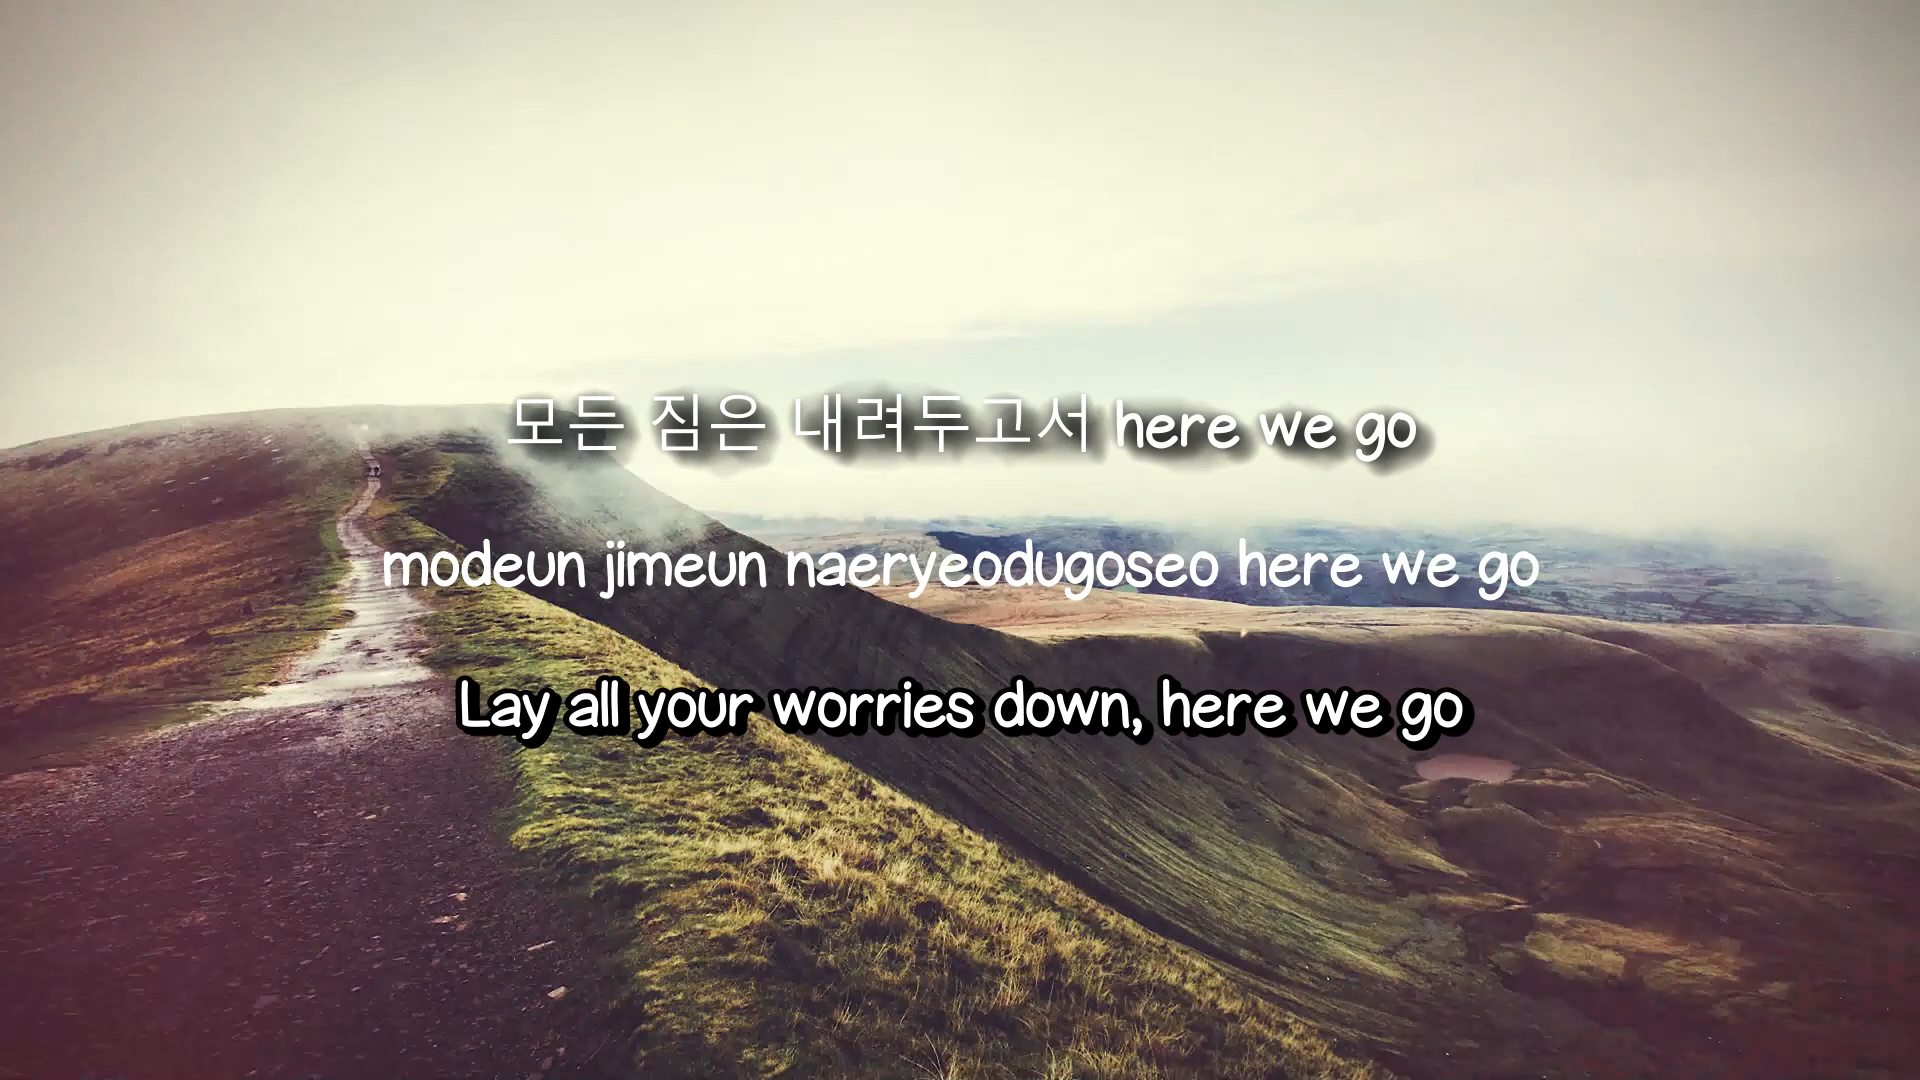 모든 짐은 내려두고서 here we go
modeun jimeun naeryeodugoseo here we go
Lay all your worries down, here we go